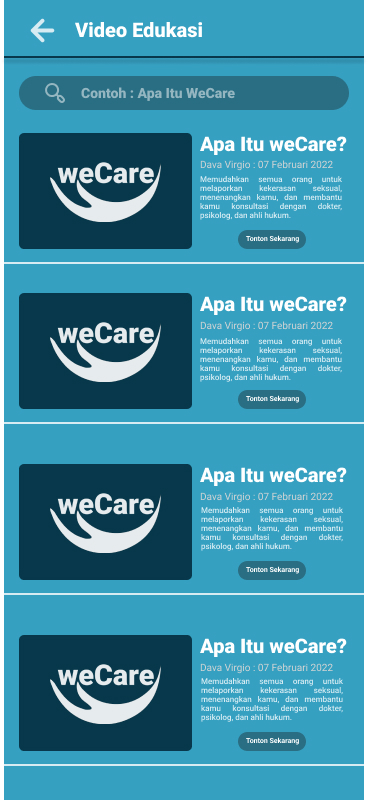 Video Edukasi
Contoh : Apa Itu WeCare
weCare
Apa Itu weCare?
Dava Virgio : 07 Februari 2022
Memudahkan semua orang untuk
melaporkan kekerasan seksual,
menenangkan kamu, dan membantu
kamu konsultasi dengan dokter,
psikolog, dan ahli hukum.
Tonton Sekarang
weCare
Apa Itu weCare?
Dava Virgio : 07 Februari 2022
Memudahkan semua orang untuk
melaporkan kekerasan seksual,
menenangkan kamu, dan membantu
kamu konsultasi dengan dokter,
psikolog, dan ahli hukum.
Tonton Sekarang
weCare
Apa Itu weCare?
Dava Virgio : 07 Februari 2022
Memudahkan semua orang untuk
melaporkan kekerasan seksual,
menenangkan kamu, dan membantu
kamu konsultasi dengan dokter,
psikolog, dan ahli hukum.
Tonton Sekarang
weCare
Apa Itu weCare?
Dava Virgio : 07 Februari 2022
Memudahkan semua orang untuk
melaporkan kekerasan seksual,
menenangkan kamu, dan membantu
kamu konsultasi dengan dokter,
psikolog, dan ahli hukum.
Tonton Sekarang